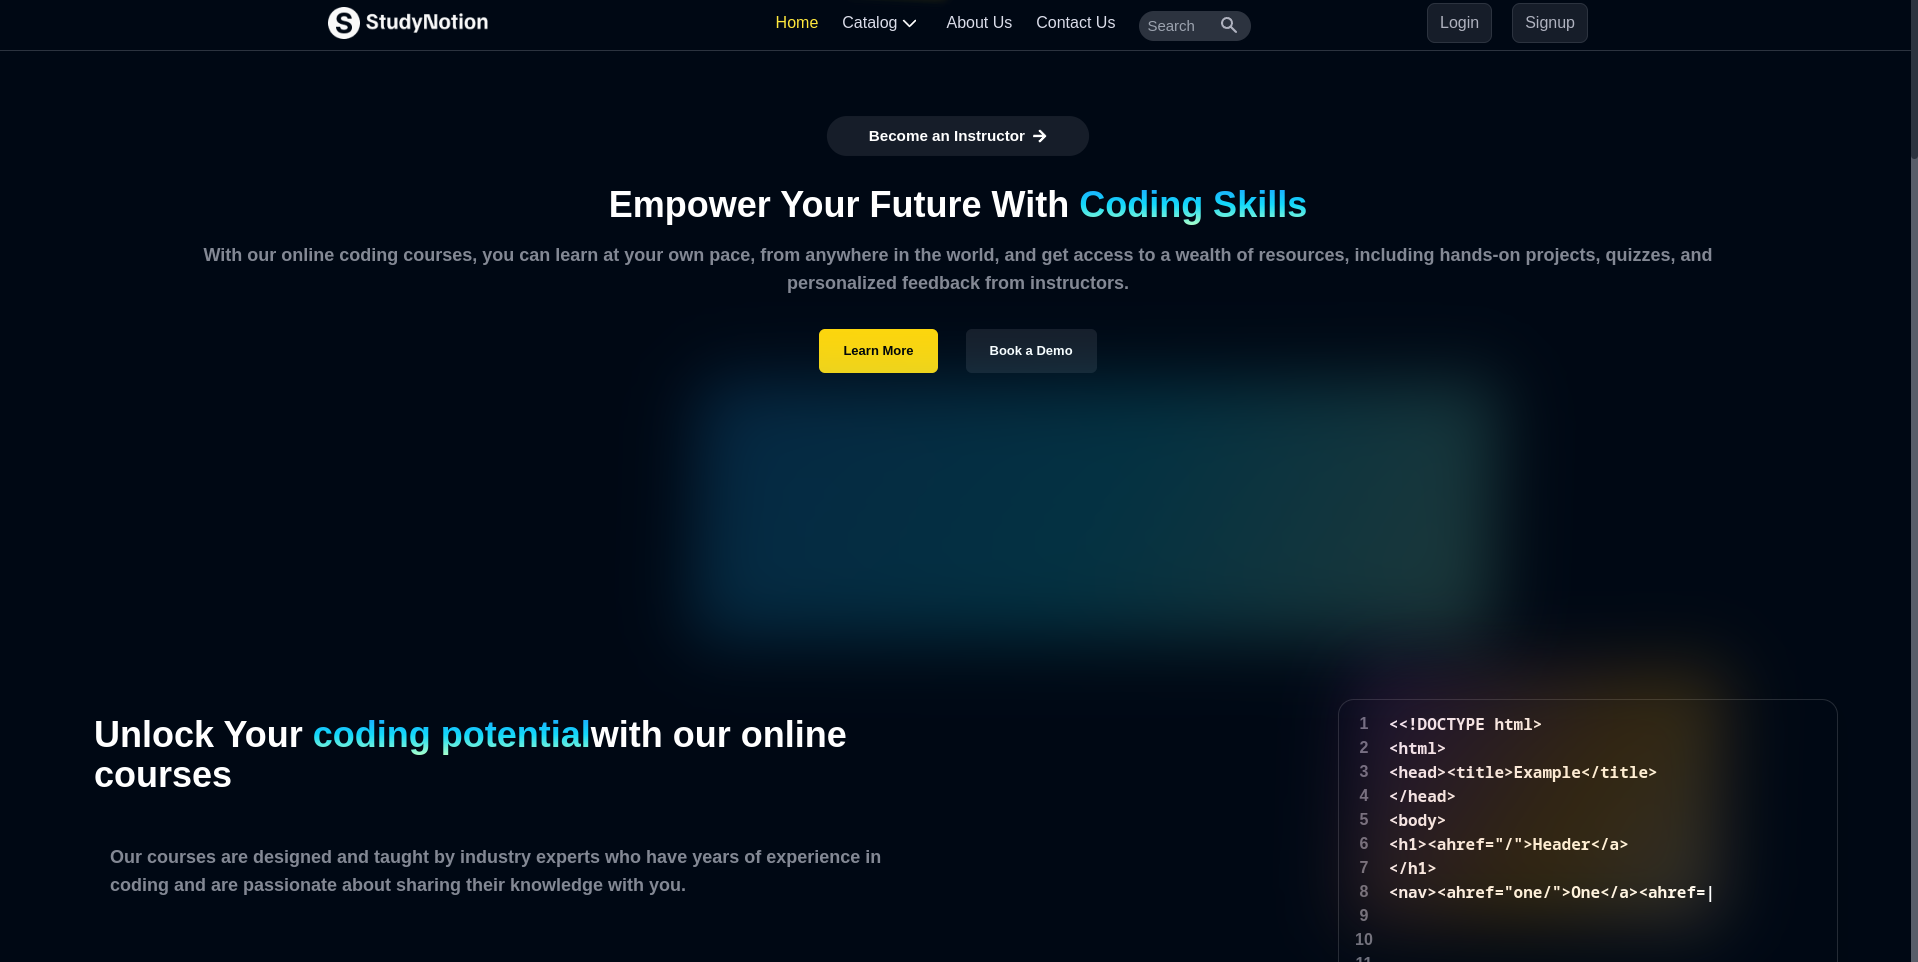 StudyNotion
Home Catalog About Us Contact Us Search Login Signup
Become an Instructor
Empower Your Future With Coding Skills
With our online coding courses, you can learn at your own pace, from anywhere in the world, and get access to a wealth of resources, including hands-on projects, quizzes, and
personalized feedback from instructors.
Learn More Book a Demo
Unlock Your coding potentialwith our online
courses
Our courses are designed and taught by industry experts who have years of experience in
coding and are passionate about sharing their knowledge with you.
1 <<!DOCTYPE html>
2 <html>
3 <head><title>Example</title>
4 </head>
5 <body>
6 <h1><ahref="/">Header</a>
7 </h1>
8 <nav><ahref="one/">One</a><ahref=|
9
10
11